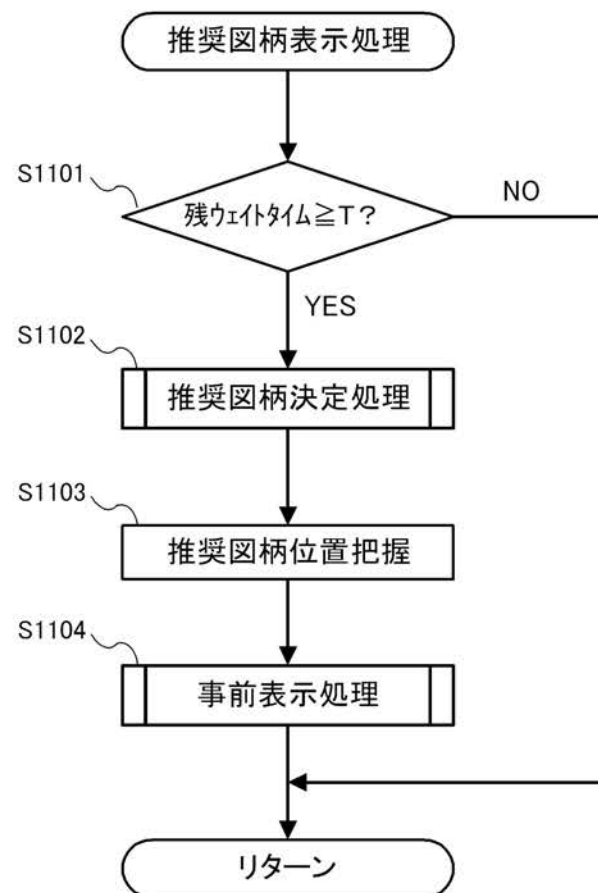 推奨図柄表示処理
S1101
残ウェイトタイム≧T?
NO
YES
S1102
推奨図柄決定処理
S1103
推奨図柄位置把握
S1104
事前表示処理
リターン